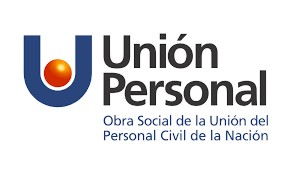 Unión
Personal
Obra Social de la Unión del
Personal Civil de la Nación